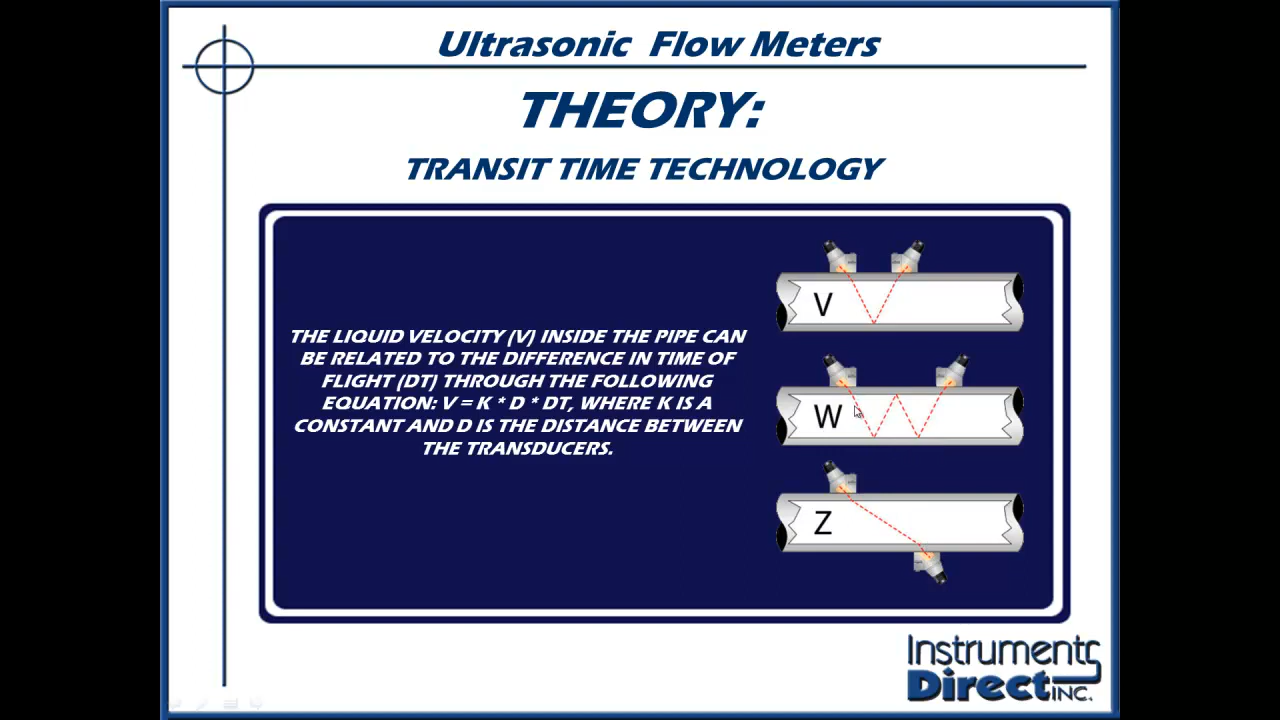 Ultrasonic Flow Meters
THEORY:
TRANSIT TIME TECHNOLOGY
THE LIQUID VELOCITY (V) INSIDE THE PIPE CAN
BE RELATED TO THE DIFFERENCE IN TIME OF
FLIGHT (DT) THROUGH THE FOLLOWING
EQUATION: V = K * D * DT, WHERE K IS A
CONSTANT AND D IS THE DISTANCE BETWEEN
THE TRANSDUCERS.
V
W
Z
Instruments
Direct INC.